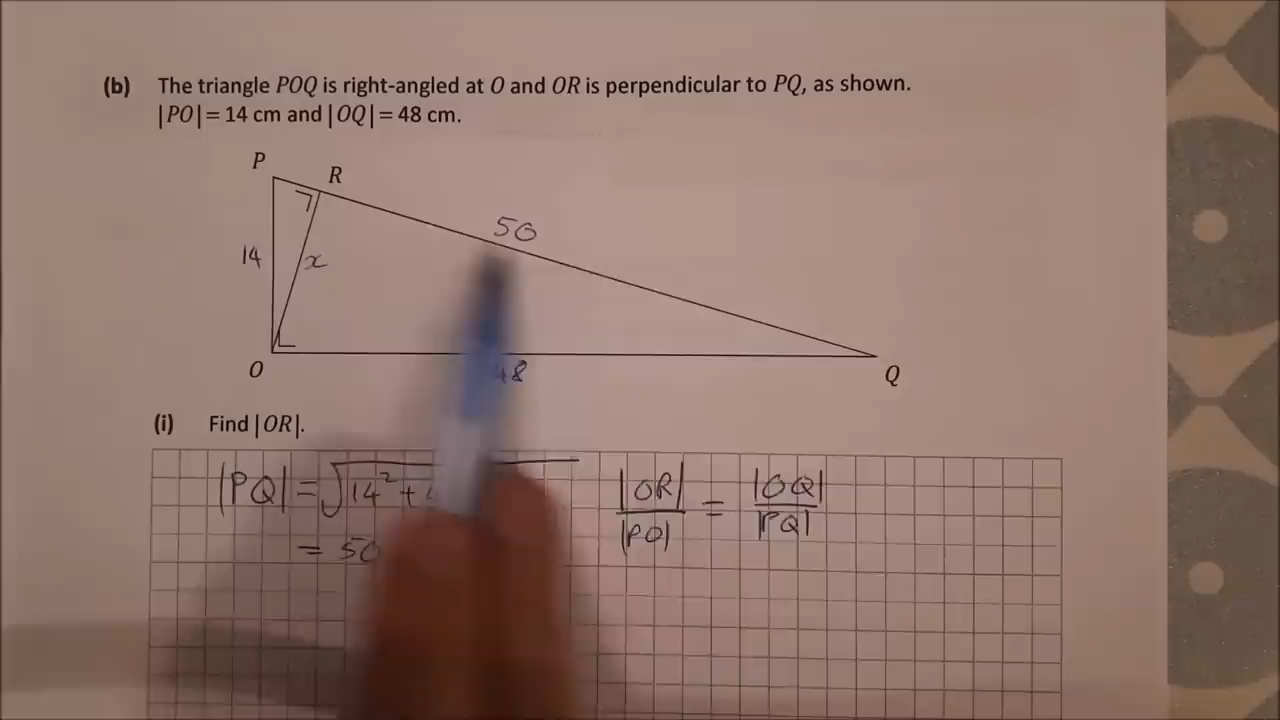 (b) The triangle POQ is right-angled at O and OR is perpendicular to PQ, as shown.
|PO| = 14 cm and |OQ| = 48 cm.
P
R
50
14
x
48
O
Q
(i) Find |OR|.
|PQ| = √14² +
= 50
|OR| / |PO| = |OQ| / |PQ|